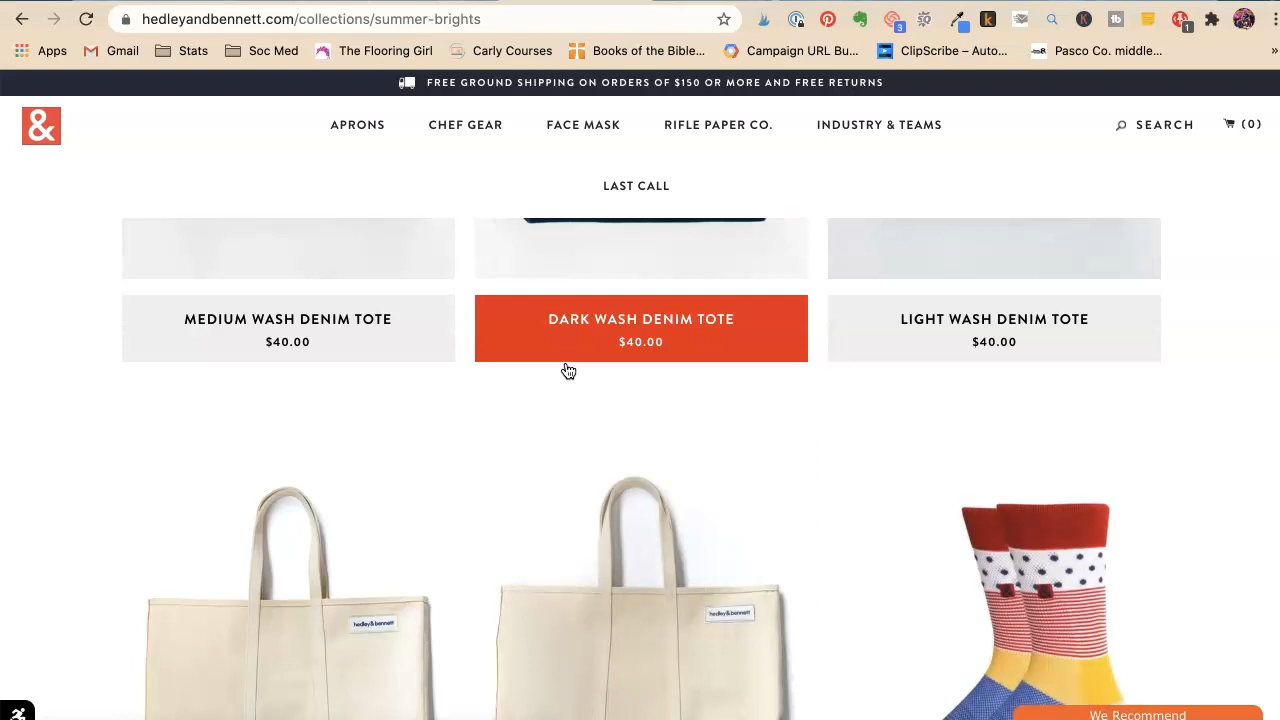 hedleyandbennett.com/collections/summer-brights
3
1
Apps
Gmail
Stats
Soc Med
The Flooring Girl
Carly Courses
Books of the Bible...
Campaign URL Bu...
ClipScribe – Auto...
Pasco Co. middle...
»
FREE GROUND SHIPPING ON ORDERS OF $150 OR MORE AND FREE RETURNS
&
APRONS
CHEF GEAR
FACE MASK
RIFLE PAPER CO.
INDUSTRY & TEAMS
SEARCH
(0)
LAST CALL
MEDIUM WASH DENIM TOTE
$40.00
DARK WASH DENIM TOTE
$40.00
LIGHT WASH DENIM TOTE
$40.00
hedley&bennett
hedley&bennett
We Recommend